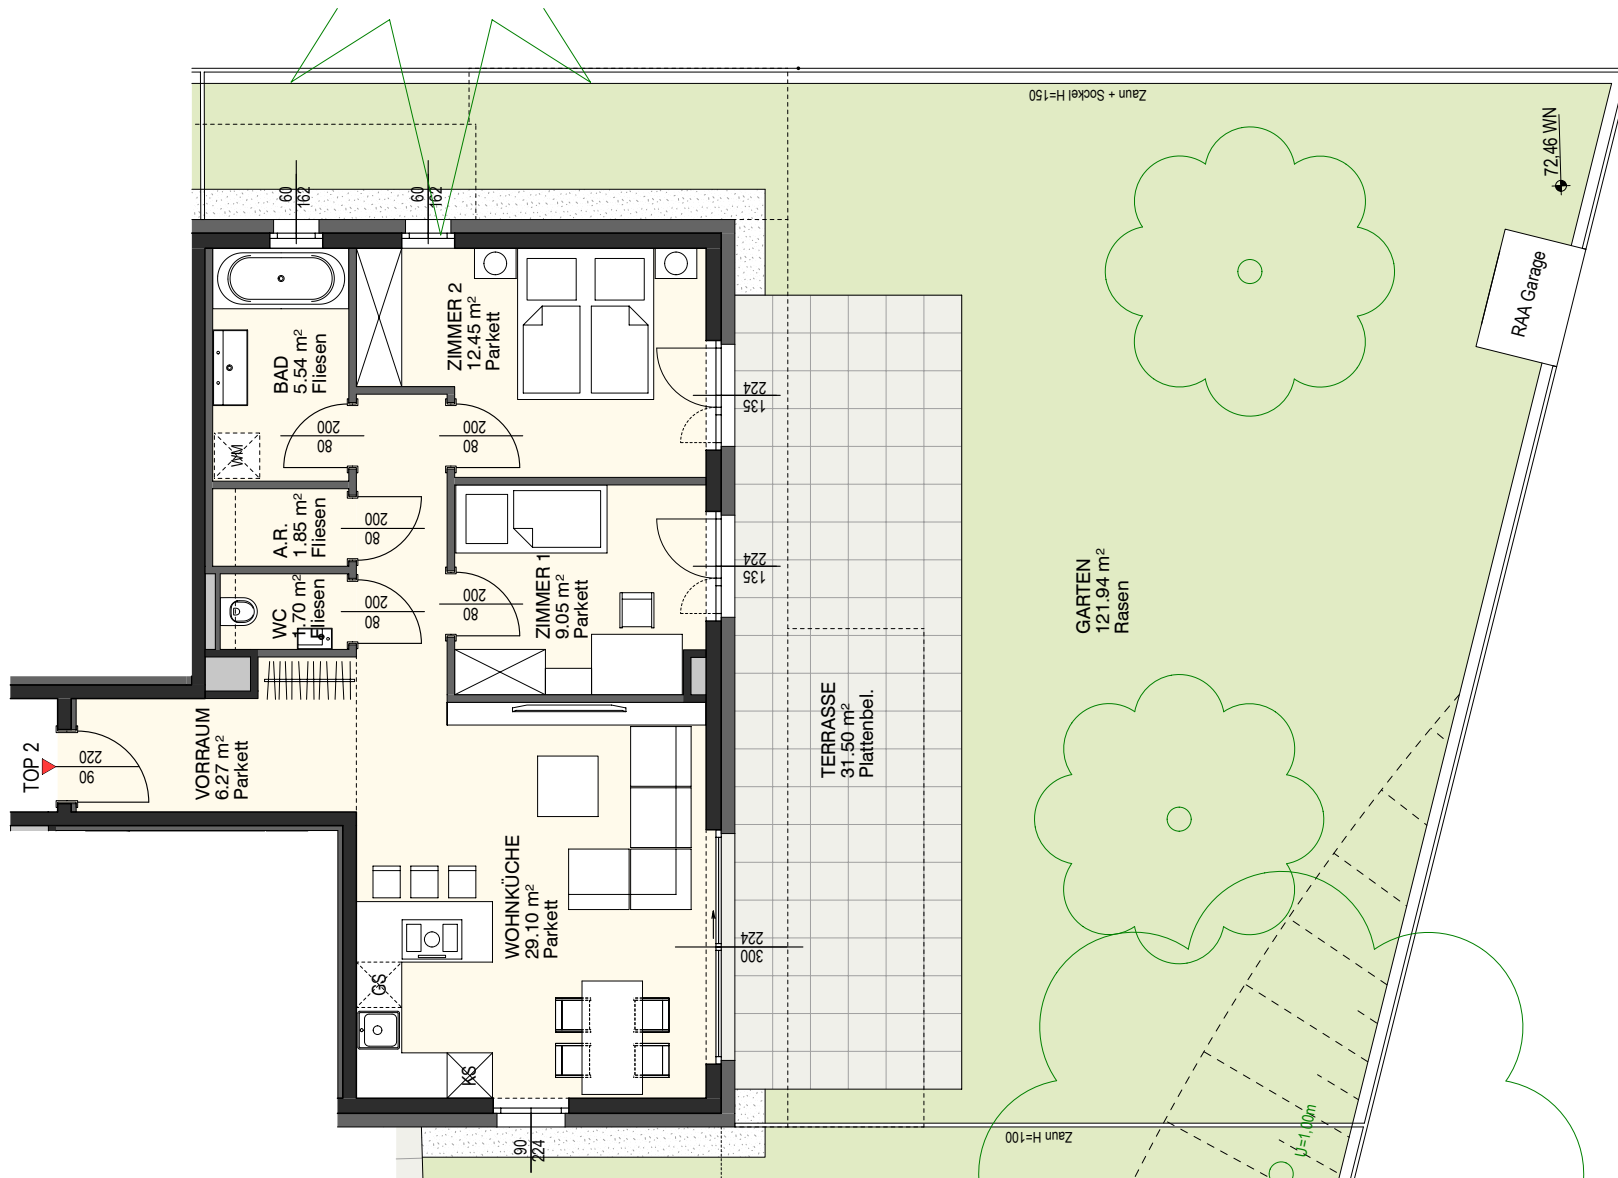 Zaun + Sockel H=150
72,46 WN
RAA Garage
60
162
60
162
BAD
5.54 m²
Fliesen
ZIMMER 2
12.45 m²
Parkett
WM
200
80
200
80
224
135
A.R.
1.85 m²
Fliesen
200
80
WC
1.70 m²
Fliesen
200
80
200
80
ZIMMER 1
9.05 m²
Parkett
224
135
GARTEN
121.94 m²
Rasen
TERRASSE
31.50 m²
Plattenbel.
TOP 2
220
90
VORRAUM
6.27 m²
Parkett
WOHNKÜCHE
29.10 m²
Parkett
GS
KS
224
300
90
224
Zaun H=100
U=1,00m